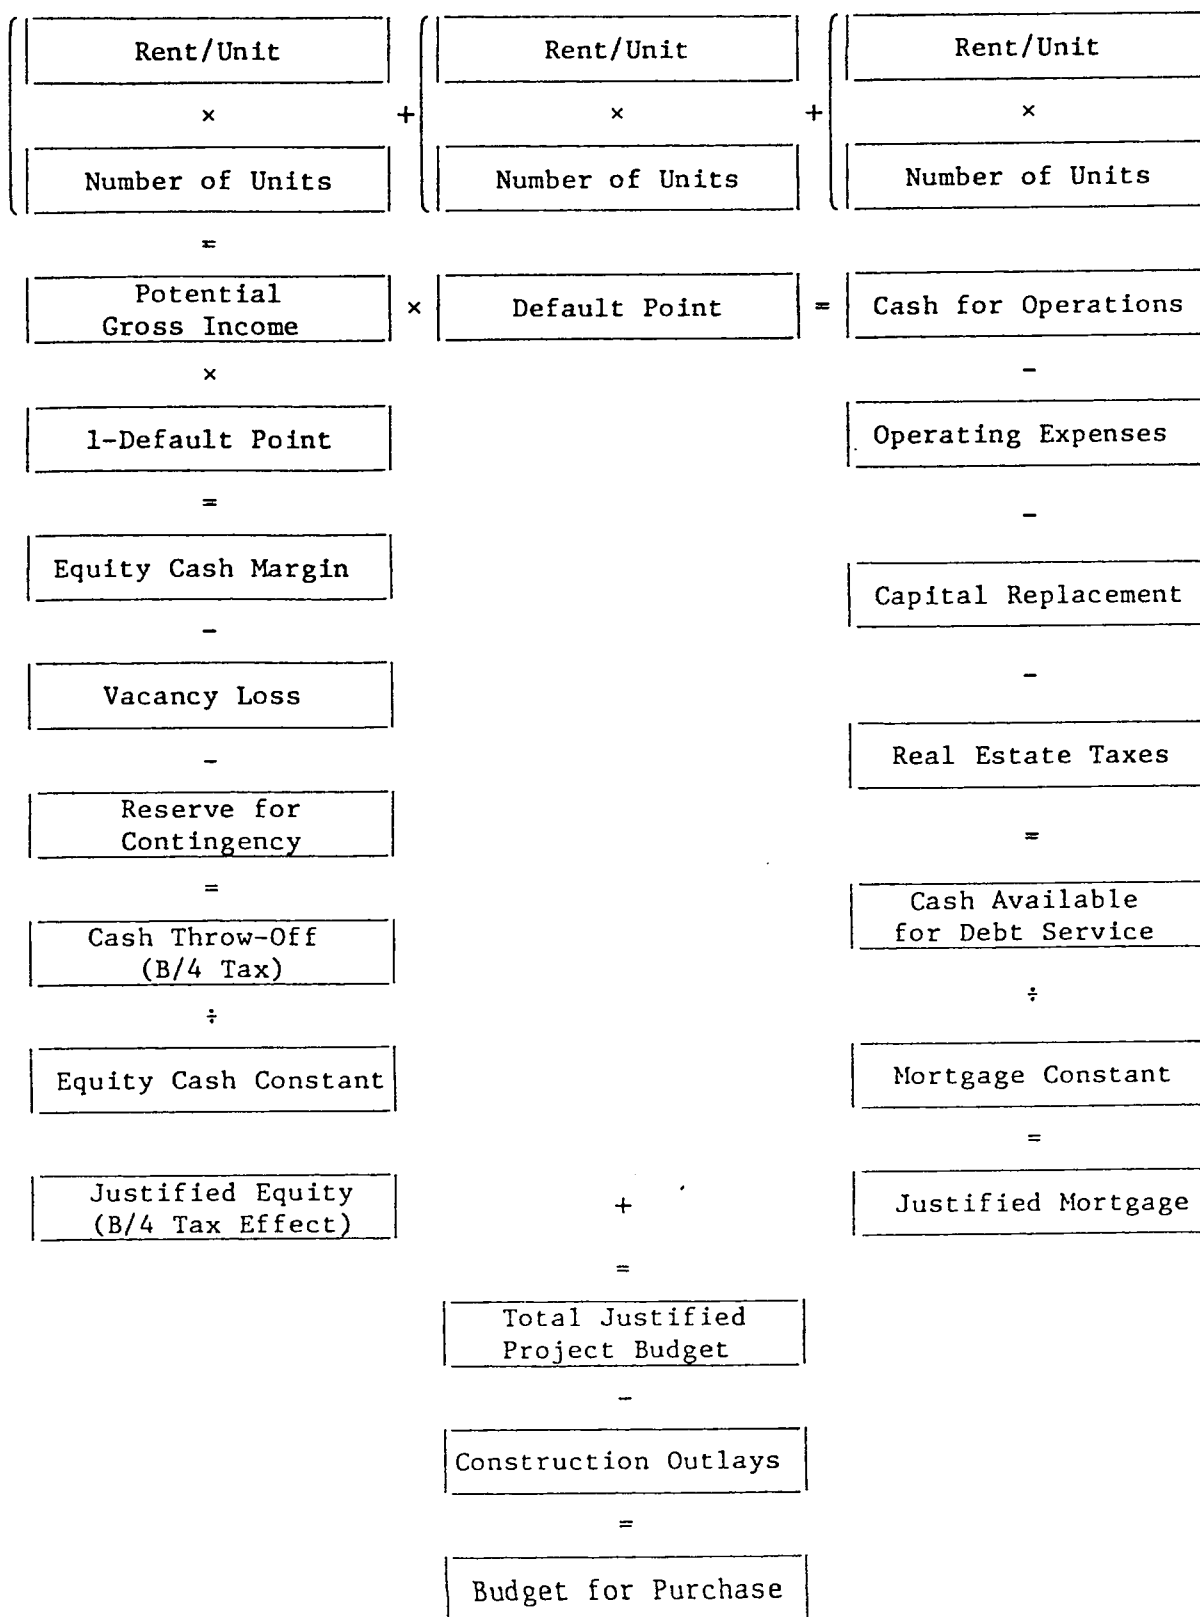 Rent/Unit Rent/Unit Rent/Unit
× + × + ×
Number of Units Number of Units Number of Units
=
Potential
Gross Income × Default Point = Cash for Operations
× -
1-Default Point Operating Expenses
= -
Equity Cash Margin Capital Replacement
- -
Vacancy Loss Real Estate Taxes
- =
Reserve for
Contingency
= Cash Available
for Debt Service
Cash Throw-Off
(B/4 Tax)
÷ ÷
Equity Cash Constant Mortgage Constant
=
Justified Equity
(B/4 Tax Effect) + Justified Mortgage
=
Total Justified
Project Budget
-
Construction Outlays
=
Budget for Purchase